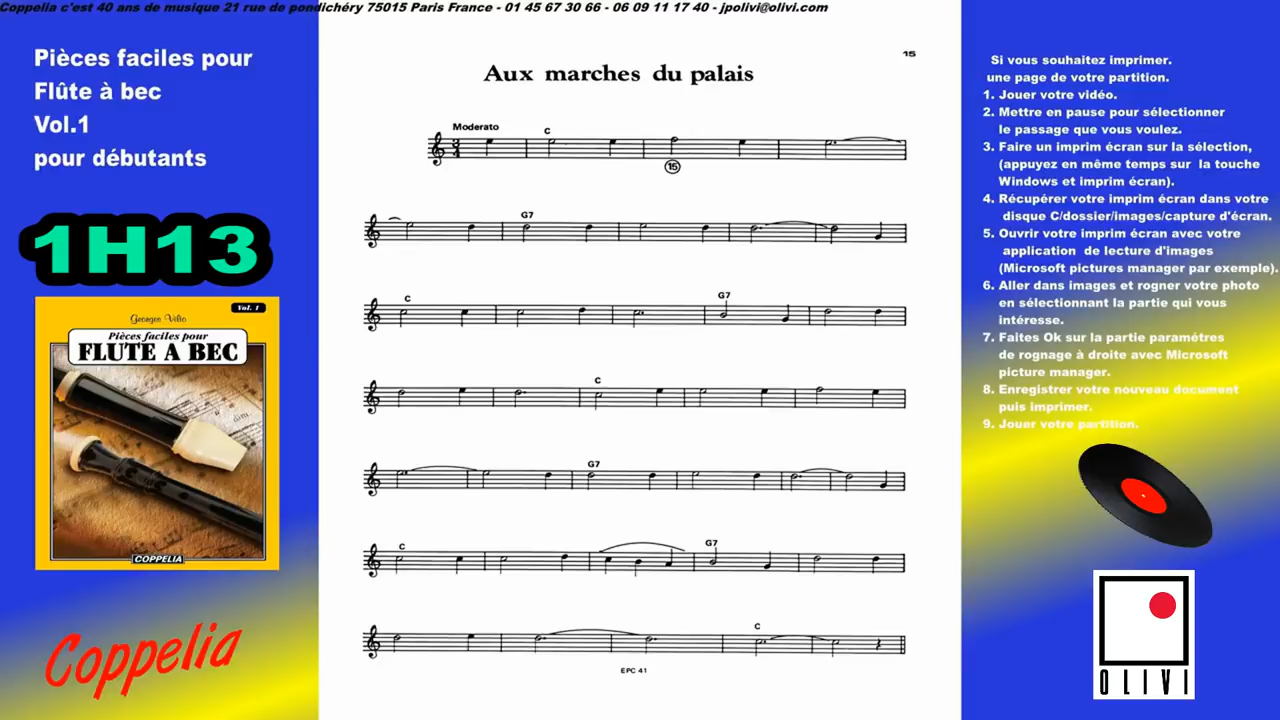 Coppelia c'est 40 ans de musique 21 rue de pondichéry 75015 Paris France - 01 45 67 30 66 - 06 09 11 17 40 - jpolivi@olivi.com
Pièces faciles pour
Flûte à bec
Vol.1
pour débutants
1H13
Vol. 1
Georges Vilio
Pièces faciles pour
FLUTE A BEC
COPPELIA
Coppelia
15
Aux marches du palais
Moderato
C
3
4
15
G7
C
G7
C
G7
C
G7
C
EPC 41
Si vous souhaitez imprimer.
une page de votre partition.
1. Jouer votre vidéo.
2. Mettre en pause pour sélectionner
le passage que vous voulez.
3. Faire un imprim écran sur la sélection,
(appuyez en même temps sur la touche
Windows et imprim écran).
4. Récupérer votre imprim écran dans votre
disque C/dossier/images/capture d'écran.
5. Ouvrir votre imprim écran avec votre
application de lecture d'images
(Microsoft pictures manager par exemple).
6. Aller dans images et rogner votre photo
en sélectionnant la partie qui vous
intéresse.
7. Faites Ok sur la partie paramétres
de rognage à droite avec Microsoft
picture manager.
8. Enregistrer votre nouveau document
puis imprimer.
9. Jouer votre partition.
OLIVI